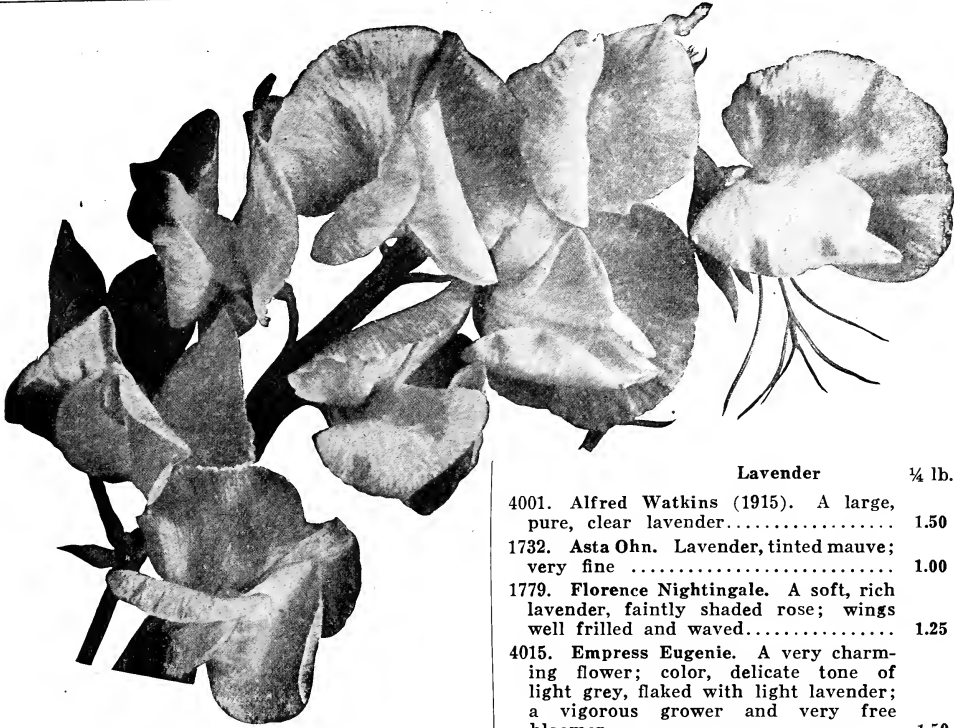 Lavender ¼ lb.
4001. Alfred Watkins (1915). A large,
pure, clear lavender................. 1.50
1732. Asta Ohn. Lavender, tinted mauve;
very fine ........................... 1.00
1779. Florence Nightingale. A soft, rich
lavender, faintly shaded rose; wings
well frilled and waved............... 1.25
4015. Empress Eugenie. A very charm-
ing flower; color, delicate tone of
light grey, flaked with light lavender;
a vigorous grower and very free